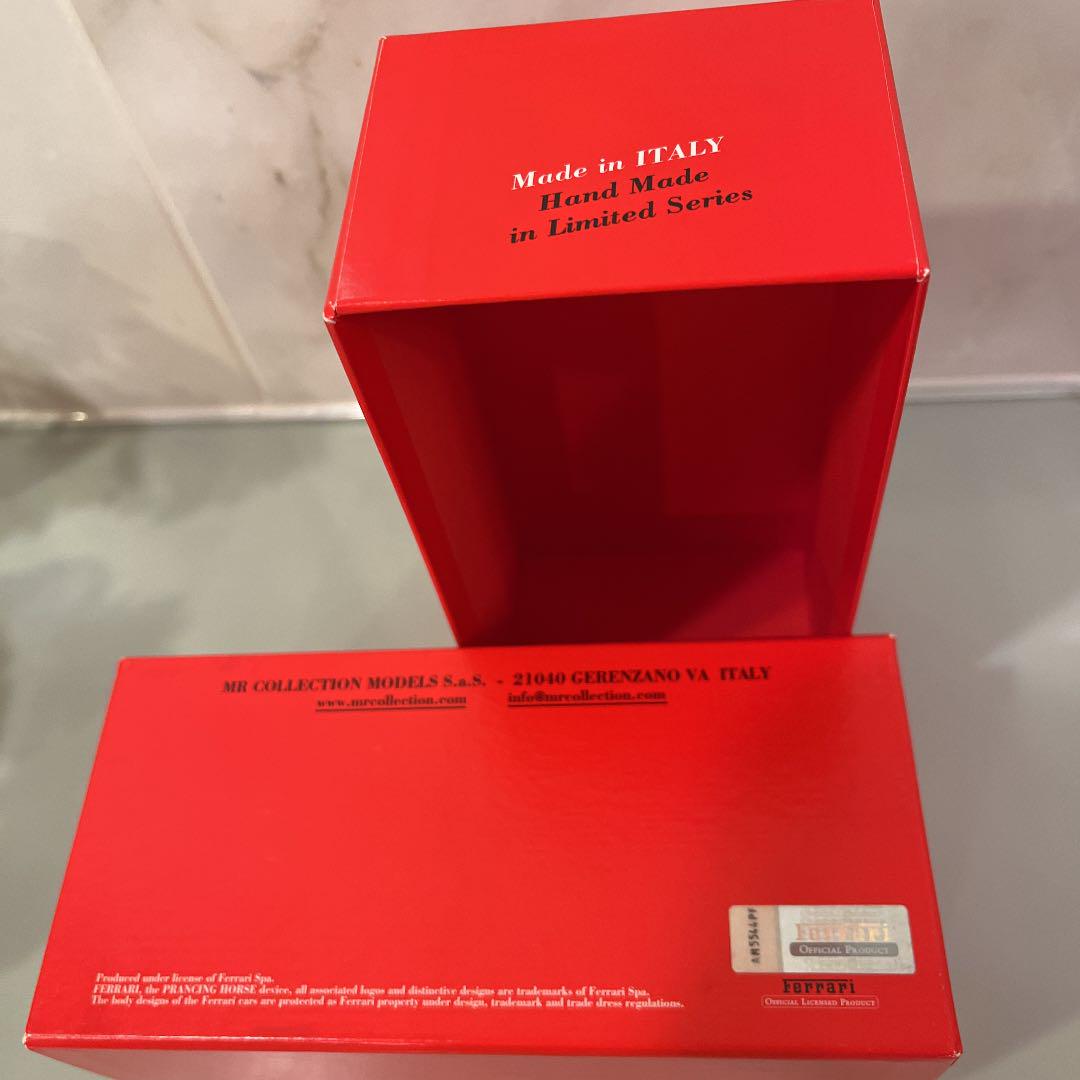 Made in ITALY
Hand Made
in Limited Series
MR COLLECTION MODELS S.a.S. - 21040 GERENZANO VA ITALY
www.mrcollection.com info@mrcollection.com
Ferrari
OFFICIAL PRODUCT
Ferrari
OFFICIAL LICENSED PRODUCT
Produced under license of Ferrari Spa.
FERRARI, the PRANCING HORSE device, all associated logos and distinctive designs are trademarks of Ferrari Spa.
The body designs of the Ferrari cars are protected as Ferrari property under design, trademark and trade dress regulations.